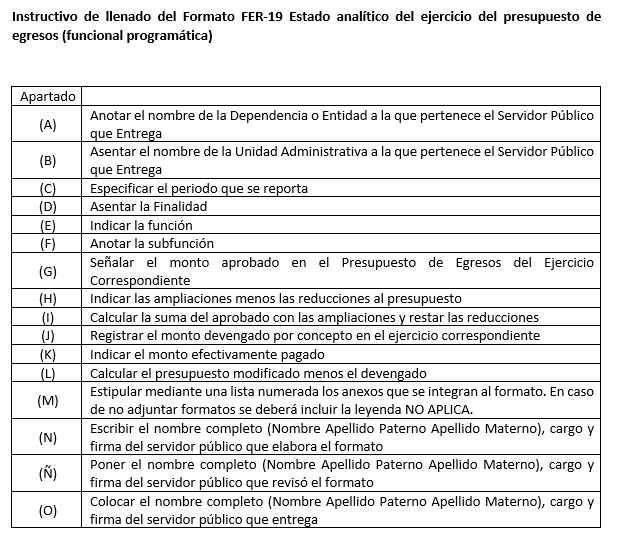 Instructivo de llenado del Formato FER-19 Estado analítico del ejercicio del presupuesto de
egresos (funcional programática)
Apartado
(A) Anotar el nombre de la Dependencia o Entidad a la que pertenece el Servidor Público
que Entrega
(B) Asentar el nombre de la Unidad Administrativa a la que pertenece el Servidor Público
que Entrega
(C) Especificar el periodo que se reporta
(D) Asentar la Finalidad
(E) Indicar la función
(F) Anotar la subfunción
(G) Señalar el monto aprobado en el Presupuesto de Egresos del Ejercicio
Correspondiente
(H) Indicar las ampliaciones menos las reducciones al presupuesto
(I) Calcular la suma del aprobado con las ampliaciones y restar las reducciones
(J) Registrar el monto devengado por concepto en el ejercicio correspondiente
(K) Indicar el monto efectivamente pagado
(L) Calcular el presupuesto modificado menos el devengado
(M) Estipular mediante una lista numerada los anexos que se integran al formato. En caso
de no adjuntar formatos se deberá incluir la leyenda NO APLICA.
(N) Escribir el nombre completo (Nombre Apellido Paterno Apellido Materno), cargo y
firma del servidor público que elabora el formato
(Ñ) Poner el nombre completo (Nombre Apellido Paterno Apellido Materno), cargo y
firma del servidor público que revisó el formato
(O) Colocar el nombre completo (Nombre Apellido Paterno Apellido Materno), cargo y
firma del servidor público que entrega